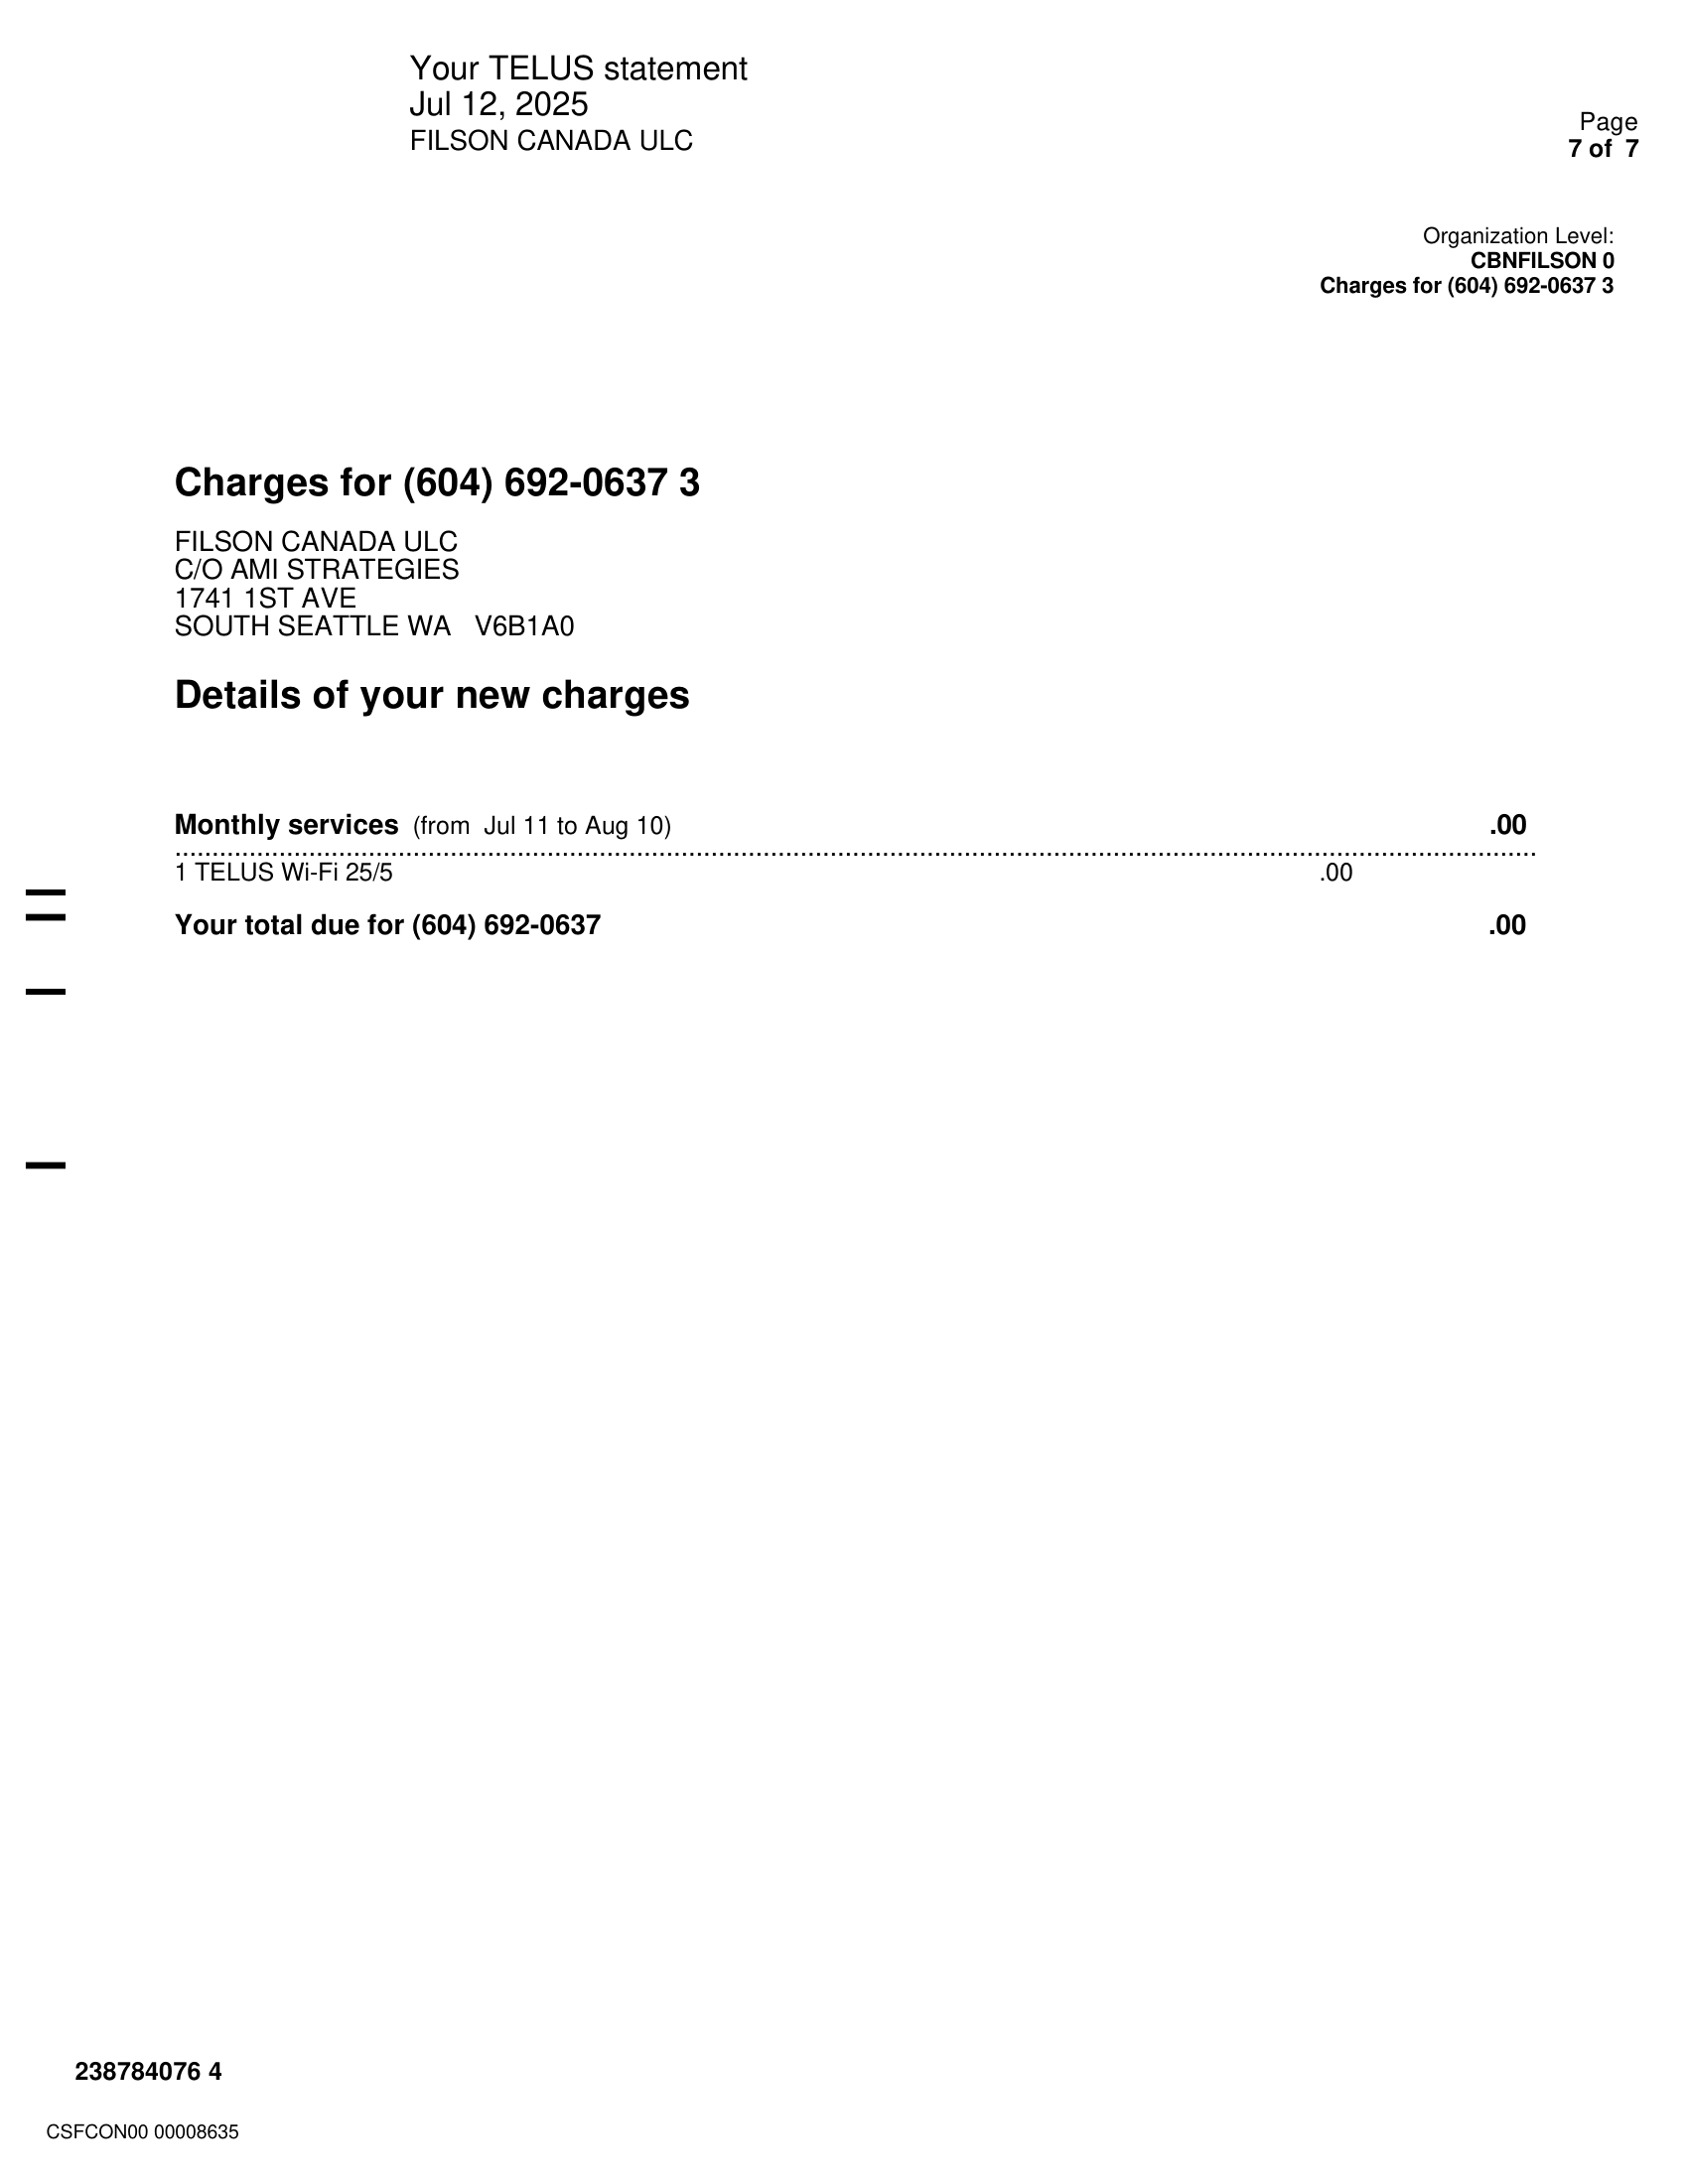 Your TELUS statement
Jul 12, 2025
FILSON CANADA ULC
Page
7 of 7
Organization Level:
CBNFILSON 0
Charges for (604) 692-0637 3
Charges for (604) 692-0637 3
FILSON CANADA ULC
C/O AMI STRATEGIES
1741 1ST AVE
SOUTH SEATTLE WA V6B1A0
Details of your new charges
Monthly services (from Jul 11 to Aug 10) .00
1 TELUS Wi-Fi 25/5 .00
Your total due for (604) 692-0637 .00
238784076 4
CSFCON00 00008635